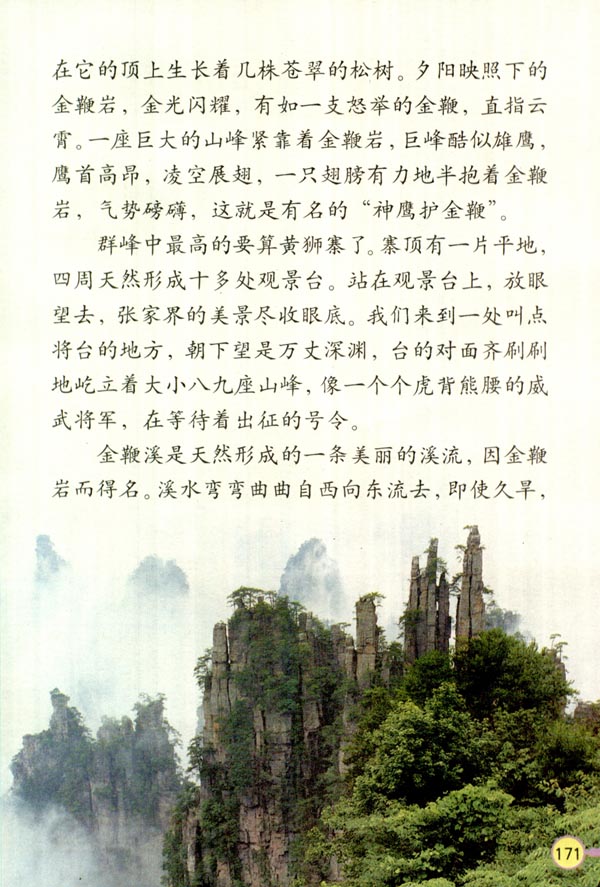 在它的顶上生长着几株苍翠的松树。夕阳映照下的
金鞭岩，金光闪耀，有如一支怒举的金鞭，直指云
霄。一座巨大的山峰紧靠着金鞭岩，巨峰酷似雄鹰，
鹰首高昂，凌空展翅，一只翅膀有力地半抱着金鞭
岩，气势磅礴，这就是有名的“神鹰护金鞭”。
群峰中最高的要算黄狮寨了。寨顶有一片平地，
四周天然形成十多处观景台。站在观景台上，放眼
望去，张家界的美景尽收眼底。我们来到一处叫点
将台的地方，朝下望是万丈深渊，台的对面齐刷刷
地屹立着大小八九座山峰，像一个个虎背熊腰的威
武将军，在等待着出征的号令。
金鞭溪是天然形成的一条美丽的溪流，因金鞭
岩而得名。溪水弯弯曲曲自西向东流去，即使久旱，
171